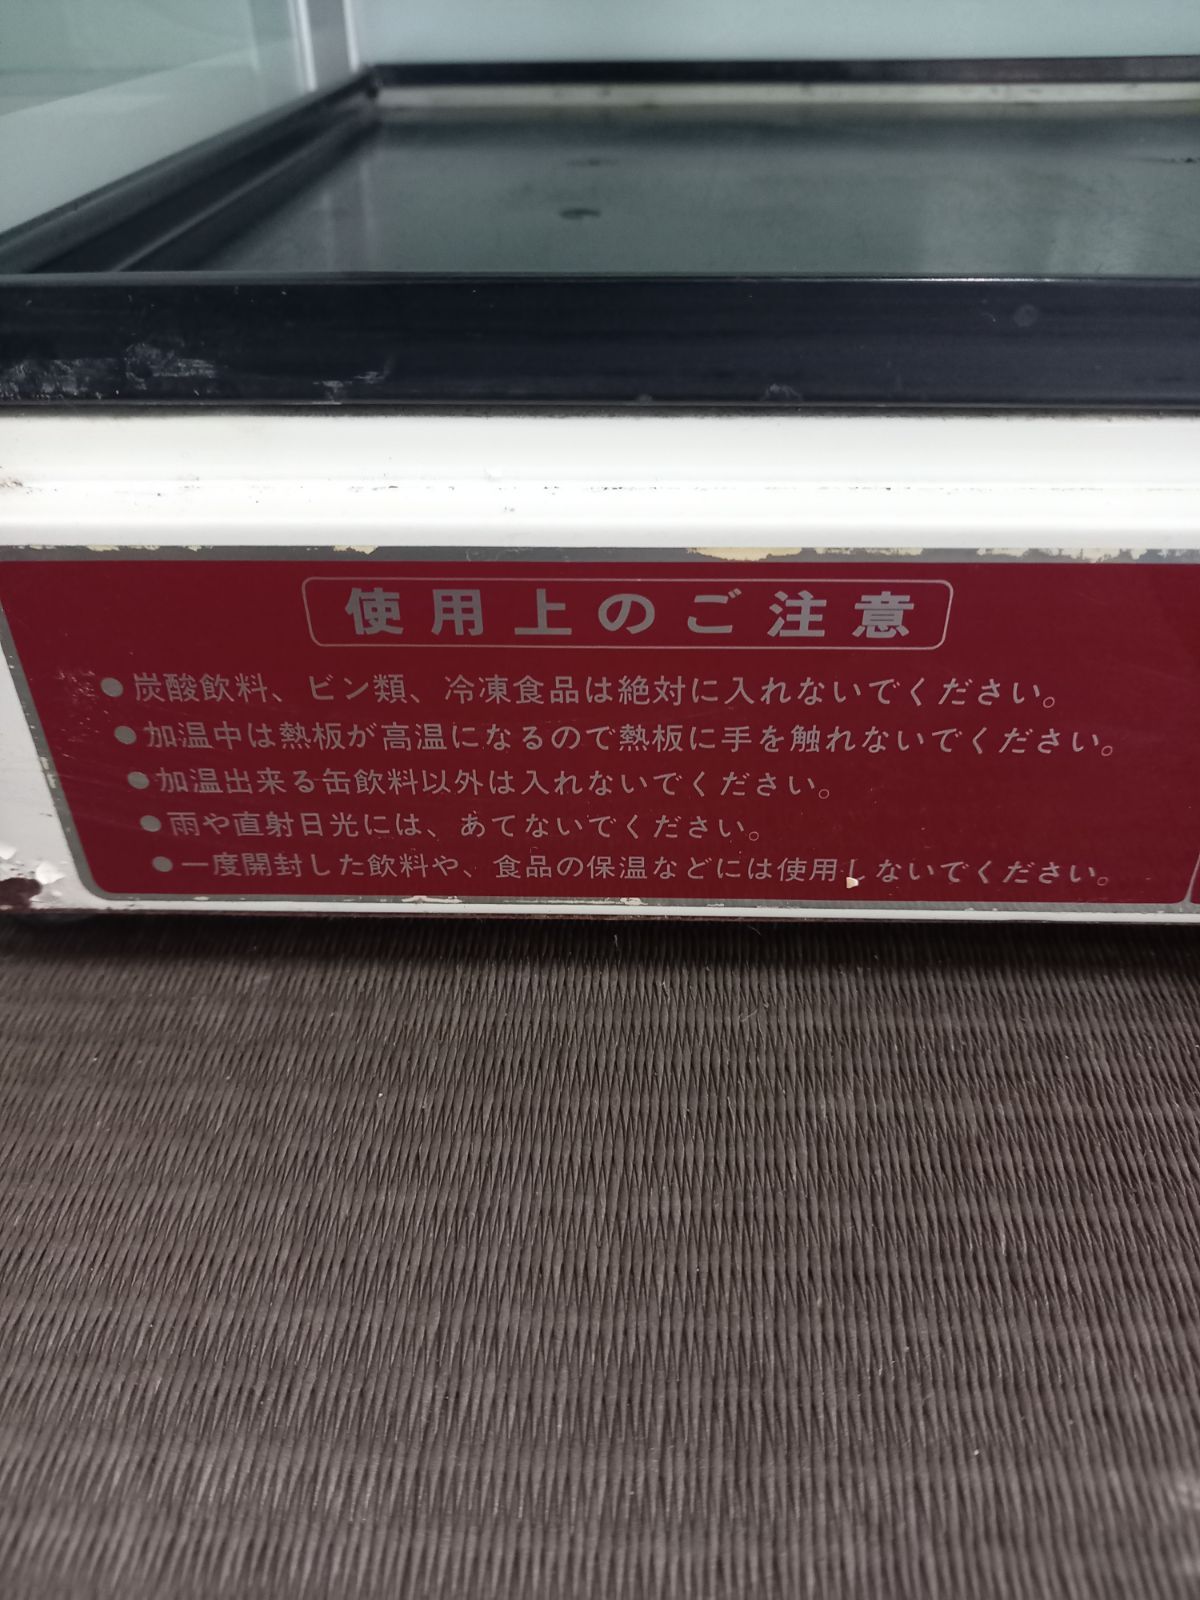 使用上のご注意
●炭酸飲料、ビン類、冷凍食品は絶対に入れないでください。
●加温中は熱板が高温になるので熱板に手を触れないでください。
●加温出来る缶飲料以外は入れないでください。
●雨や直射日光には、あてないでください。
●一度開封した飲料や、食品の保温などには使用しないでください。